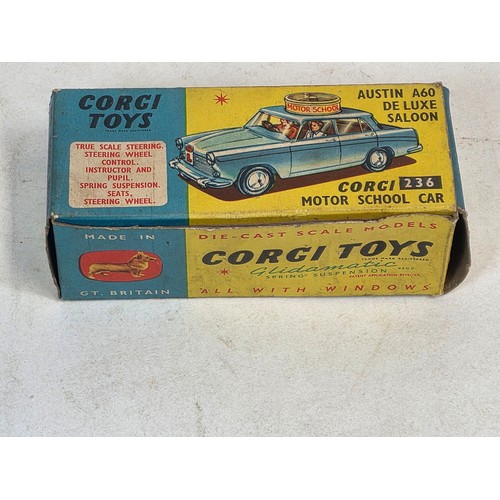 CORGI
TOYS
TRUE SCALE STEERING.
STEERING WHEEL
CONTROL.
INSTRUCTOR AND
PUPIL.
SPRING SUSPENSION.
SEATS.
STEERING WHEEL.
MOTOR SCHOOL
L
AUSTIN A60
DE LUXE
SALOON
CORGI 236
MOTOR SCHOOL CAR
MADE IN
GT. BRITAIN
DIE-CAST SCALE MODELS
CORGI TOYS
Glidamatic
SPRING SUSPENSION
ALL WITH WINDOWS